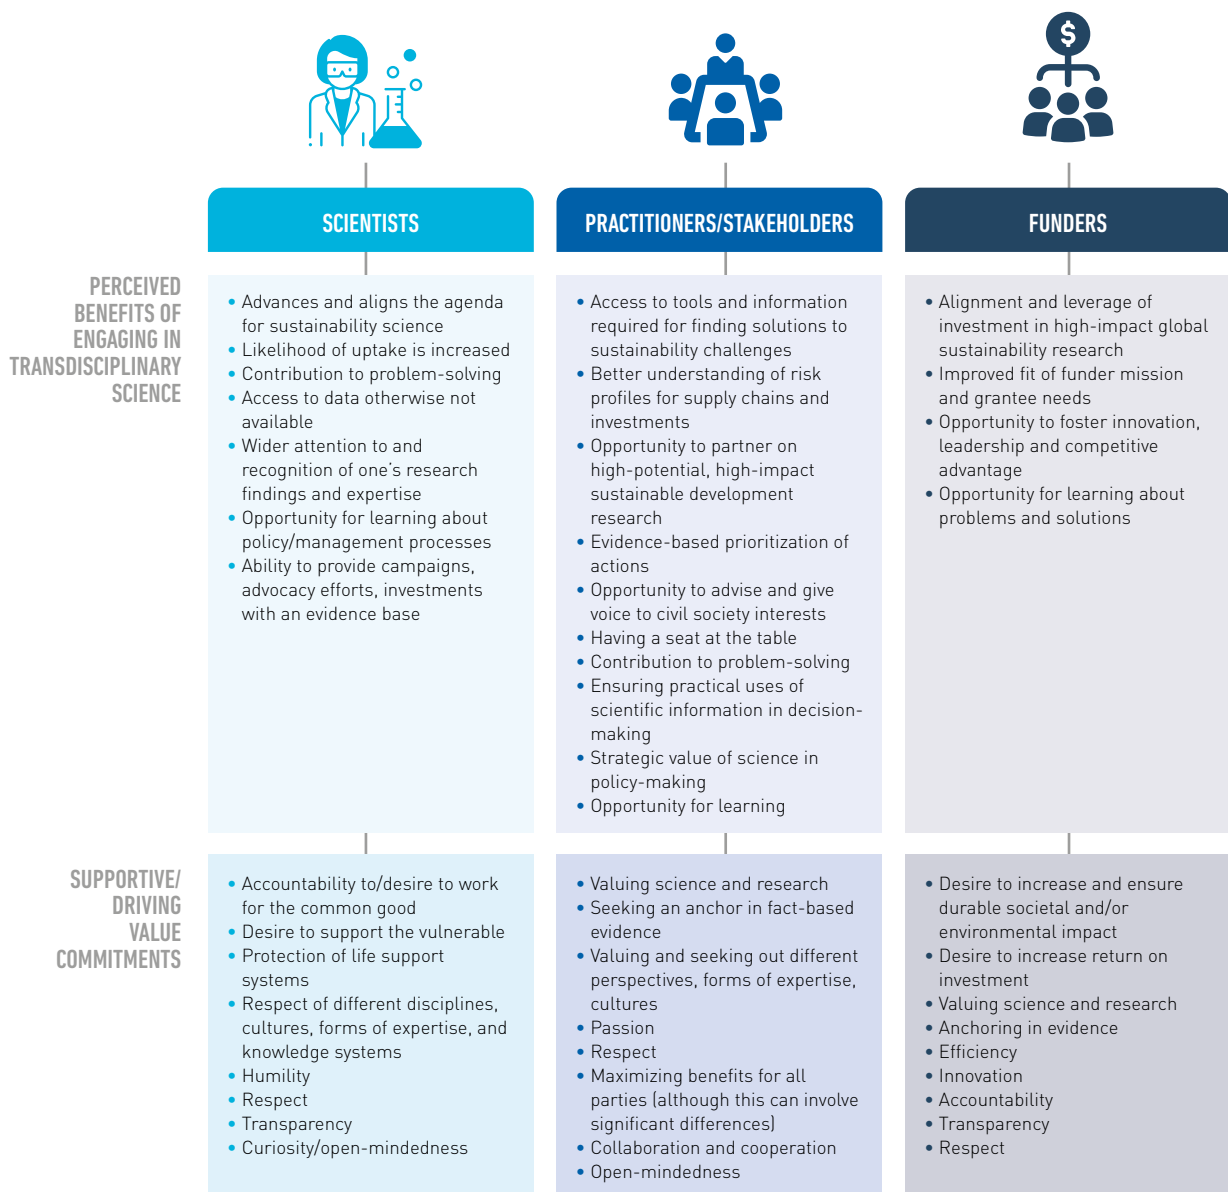 $
SCIENTISTS
PRACTITIONERS/STAKEHOLDERS
FUNDERS
PERCEIVED
BENEFITS OF
ENGAGING IN
TRANSDISCIPLINARY
SCIENCE
• Advances and aligns the agenda
for sustainability science
• Likelihood of uptake is increased
• Contribution to problem-solving
• Access to data otherwise not
available
• Wider attention to and
recognition of one's research
findings and expertise
• Opportunity for learning about
policy/management processes
• Ability to provide campaigns,
advocacy efforts, investments
with an evidence base
• Access to tools and information
required for finding solutions to
sustainability challenges
• Better understanding of risk
profiles for supply chains and
investments
• Opportunity to partner on
high-potential, high-impact
sustainable development
research
• Evidence-based prioritization of
actions
• Opportunity to advise and give
voice to civil society interests
• Having a seat at the table
• Contribution to problem-solving
• Ensuring practical uses of
scientific information in decision-
making
• Strategic value of science in
policy-making
• Opportunity for learning
• Alignment and leverage of
investment in high-impact global
sustainability research
• Improved fit of funder mission
and grantee needs
• Opportunity to foster innovation,
leadership and competitive
advantage
• Opportunity for learning about
problems and solutions
SUPPORTIVE/
DRIVING
VALUE
COMMITMENTS
• Accountability to/desire to work
for the common good
• Desire to support the vulnerable
• Protection of life support
systems
• Respect of different disciplines,
cultures, forms of expertise, and
knowledge systems
• Humility
• Respect
• Transparency
• Curiosity/open-mindedness
• Valuing science and research
• Seeking an anchor in fact-based
evidence
• Valuing and seeking out different
perspectives, forms of expertise,
cultures
• Passion
• Respect
• Maximizing benefits for all
parties (although this can involve
significant differences)
• Collaboration and cooperation
• Open-mindedness
• Desire to increase and ensure
durable societal and/or
environmental impact
• Desire to increase return on
investment
• Valuing science and research
• Anchoring in evidence
• Efficiency
• Innovation
• Accountability
• Transparency
• Respect